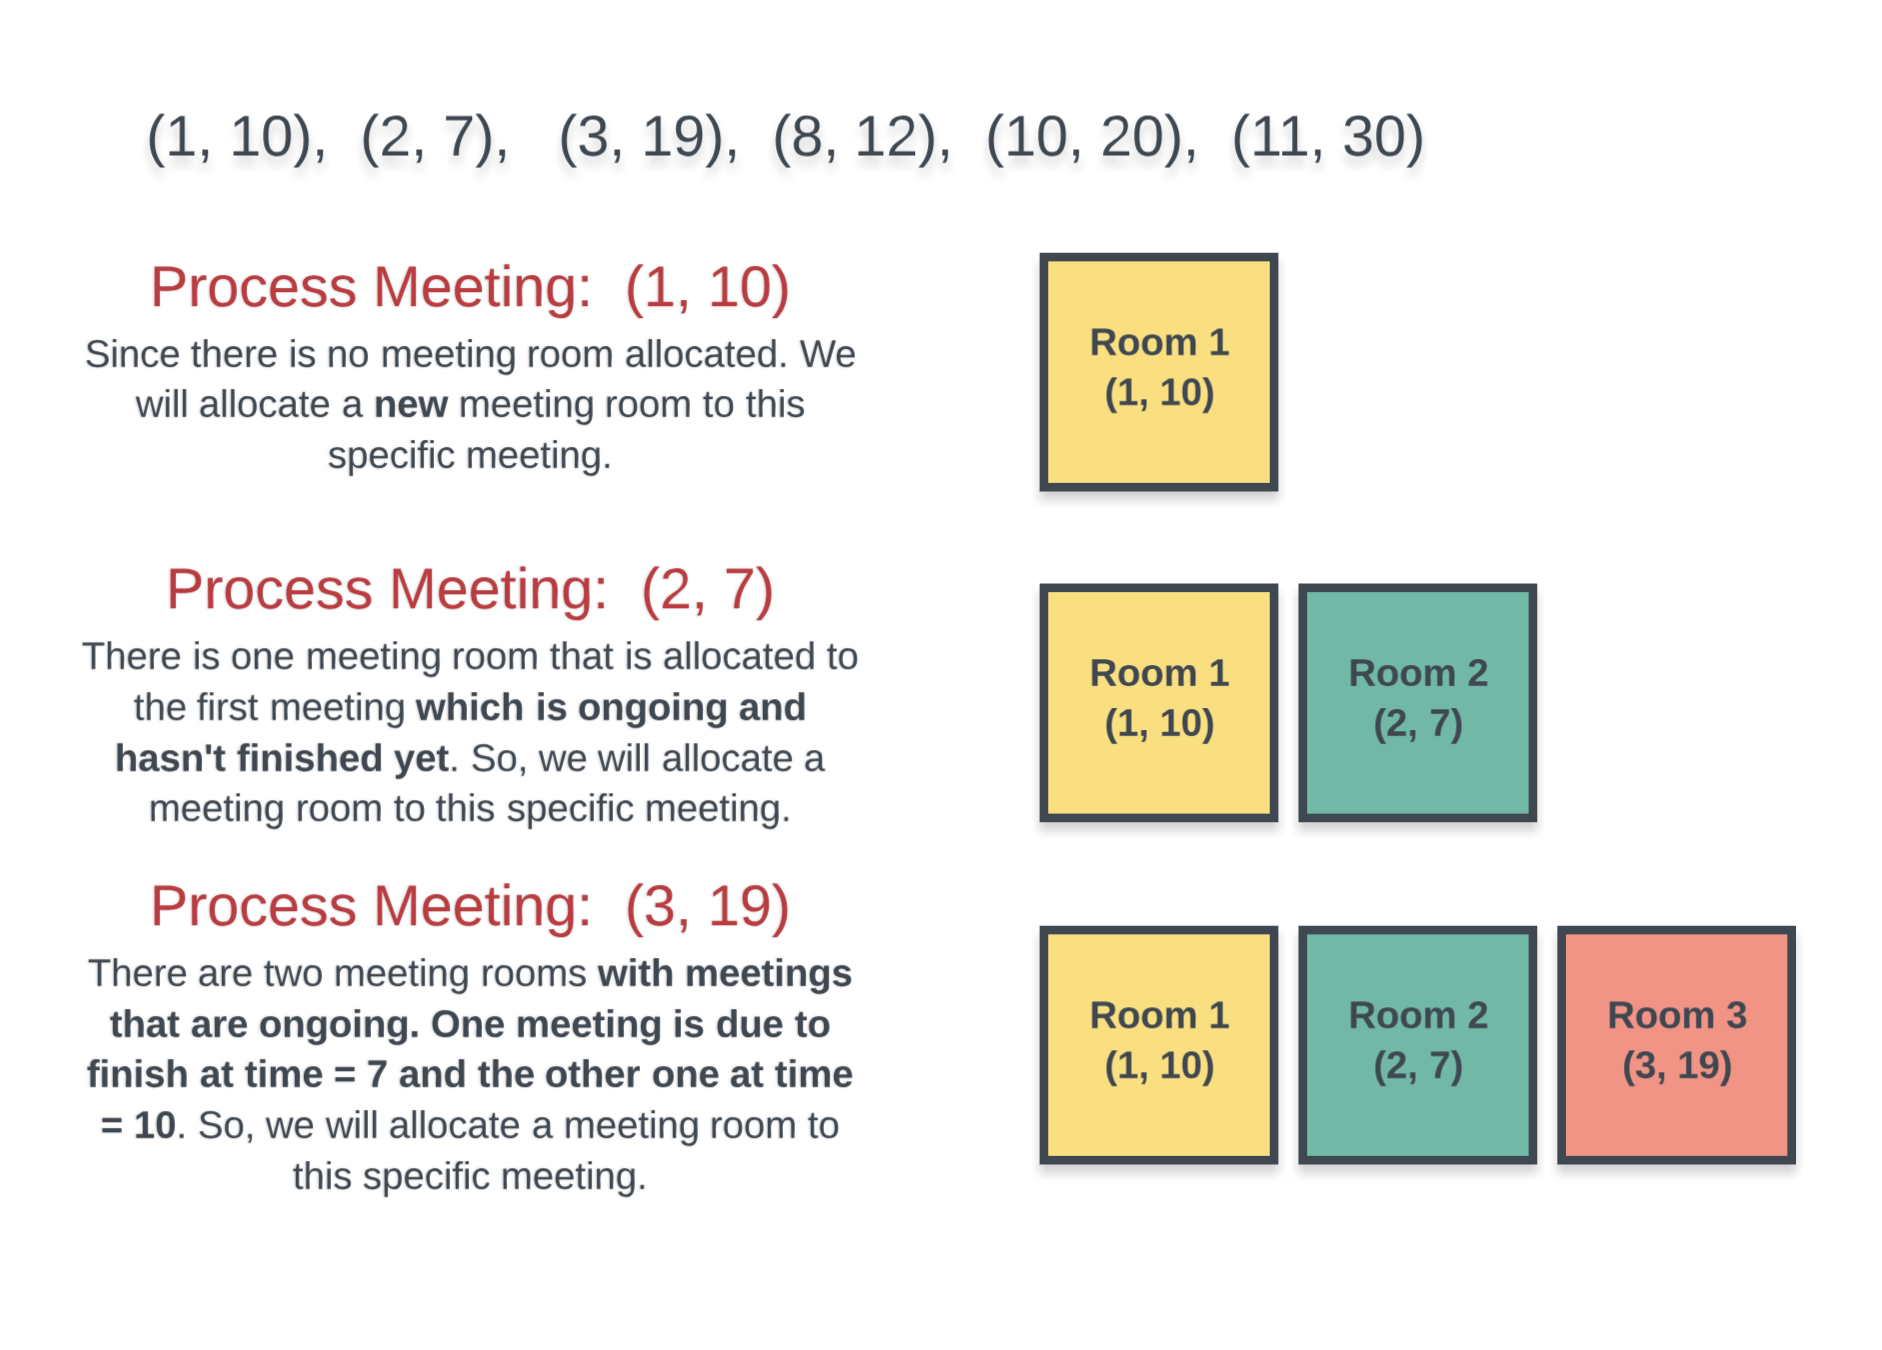 (1, 10), (2, 7), (3, 19), (8, 12), (10, 20), (11, 30)
Process Meeting: (1, 10)
Since there is no meeting room allocated. We
will allocate a new meeting room to this
specific meeting.
Room 1
(1, 10)
Process Meeting: (2, 7)
There is one meeting room that is allocated to
the first meeting which is ongoing and
hasn't finished yet. So, we will allocate a
meeting room to this specific meeting.
Room 1
(1, 10)
Room 2
(2, 7)
Process Meeting: (3, 19)
There are two meeting rooms with meetings
that are ongoing. One meeting is due to
finish at time = 7 and the other one at time
= 10. So, we will allocate a meeting room to
this specific meeting.
Room 1
(1, 10)
Room 2
(2, 7)
Room 3
(3, 19)